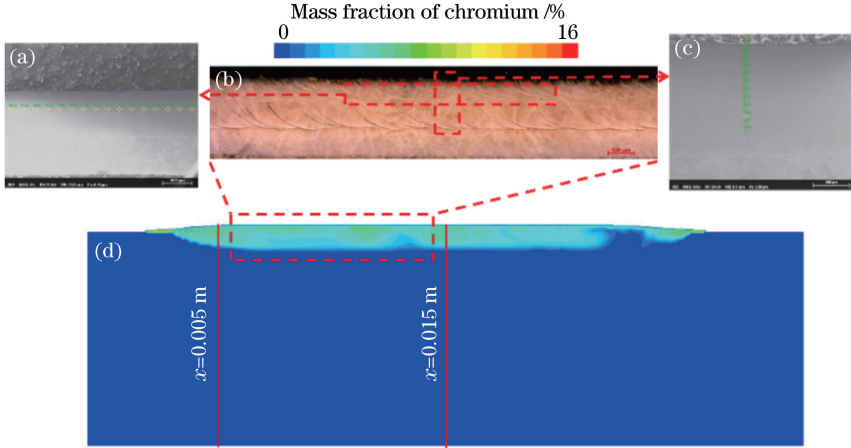 Mass fraction of chromium /%
0
16
(a)
(b)
(c)
(d)
x=0.005 m
x=0.015 m